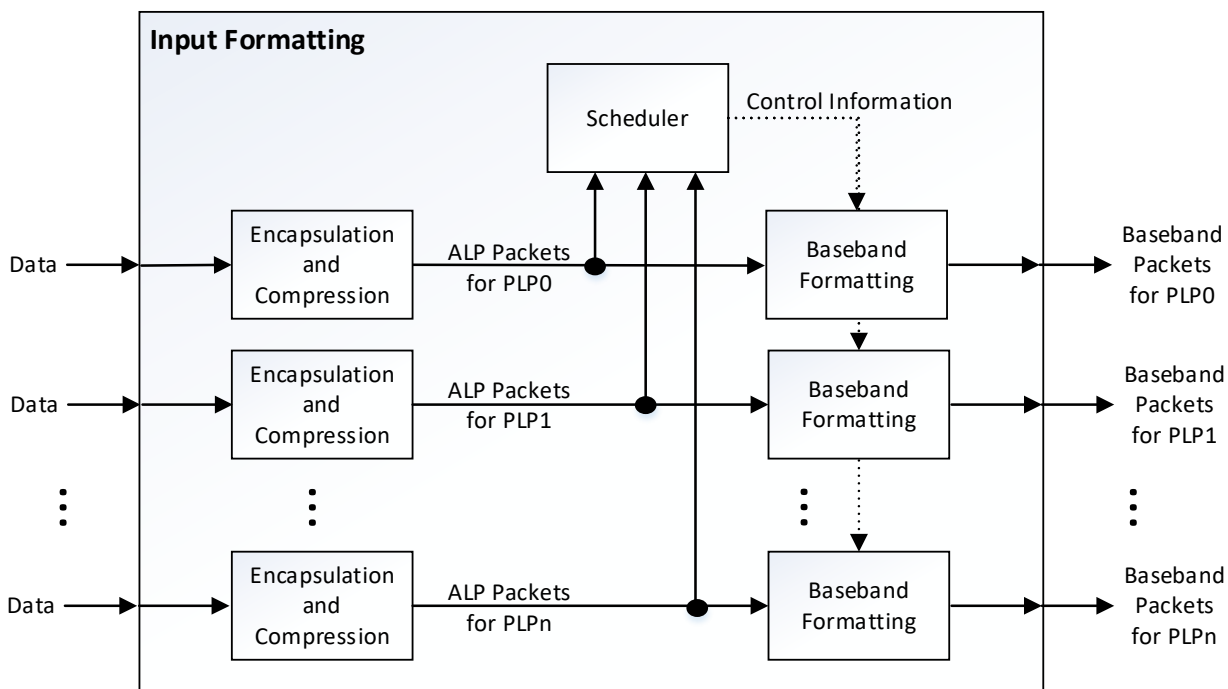 Input Formatting
Scheduler
Control Information
Data
Encapsulation
and
Compression
ALP Packets
for PLP0
Baseband
Formatting
Baseband
Packets
for PLP0
Data
Encapsulation
and
Compression
ALP Packets
for PLP1
Baseband
Formatting
Baseband
Packets
for PLP1
Data
Encapsulation
and
Compression
ALP Packets
for PLPn
Baseband
Formatting
Baseband
Packets
for PLPn